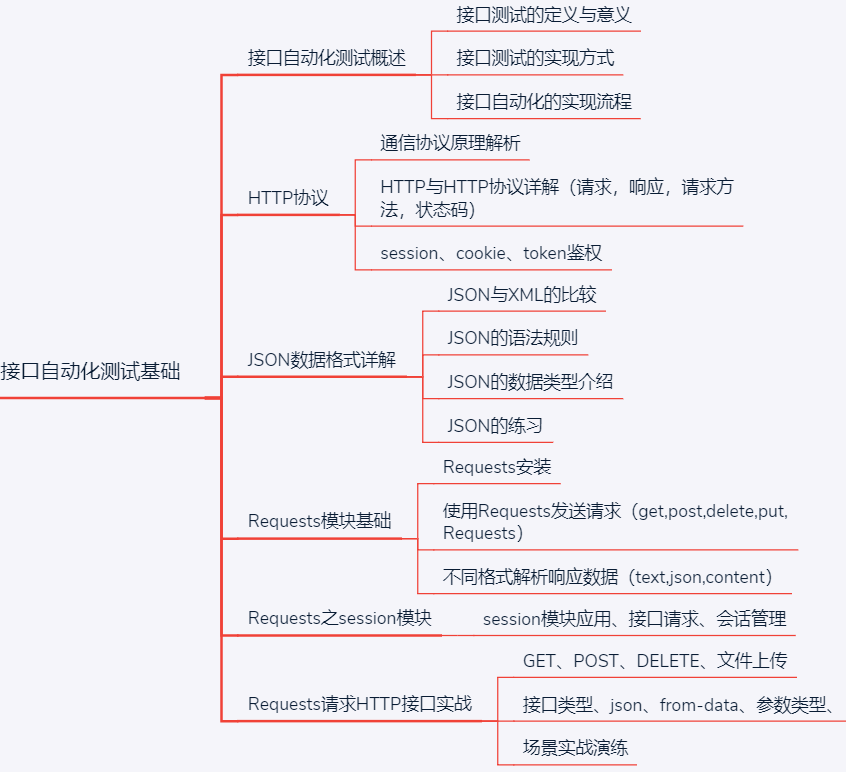 接口自动化测试基础
接口自动化测试概述
接口测试的定义与意义
接口测试的实现方式
接口自动化的实现流程
HTTP协议
通信协议原理解析
HTTP与HTTP协议详解（请求，响应，请求方
法，状态码）
session、cookie、token鉴权
JSON数据格式详解
JSON与XML的比较
JSON的语法规则
JSON的数据类型介绍
JSON的练习
Requests模块基础
Requests安装
使用Requests发送请求（get,post,delete,put,
Requests）
不同格式解析响应数据（text,json,content）
Requests之session模块
session模块应用、接口请求、会话管理
Requests请求HTTP接口实战
GET、POST、DELETE、文件上传
接口类型、json、from-data、参数类型、
场景实战演练